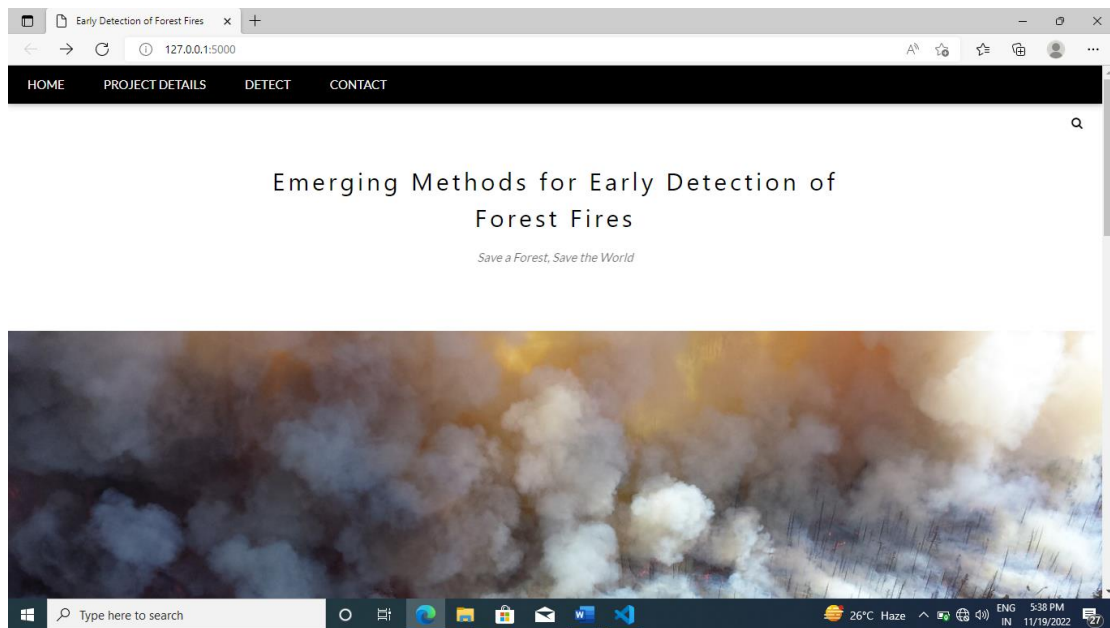 Early Detection of Forest Fires
127.0.0.1:5000
HOME PROJECT DETAILS DETECT CONTACT
Emerging Methods for Early Detection of
Forest Fires
Save a Forest, Save the World
Type here to search
26°C Haze
ENG
IN
5:38 PM
11/19/2022
27